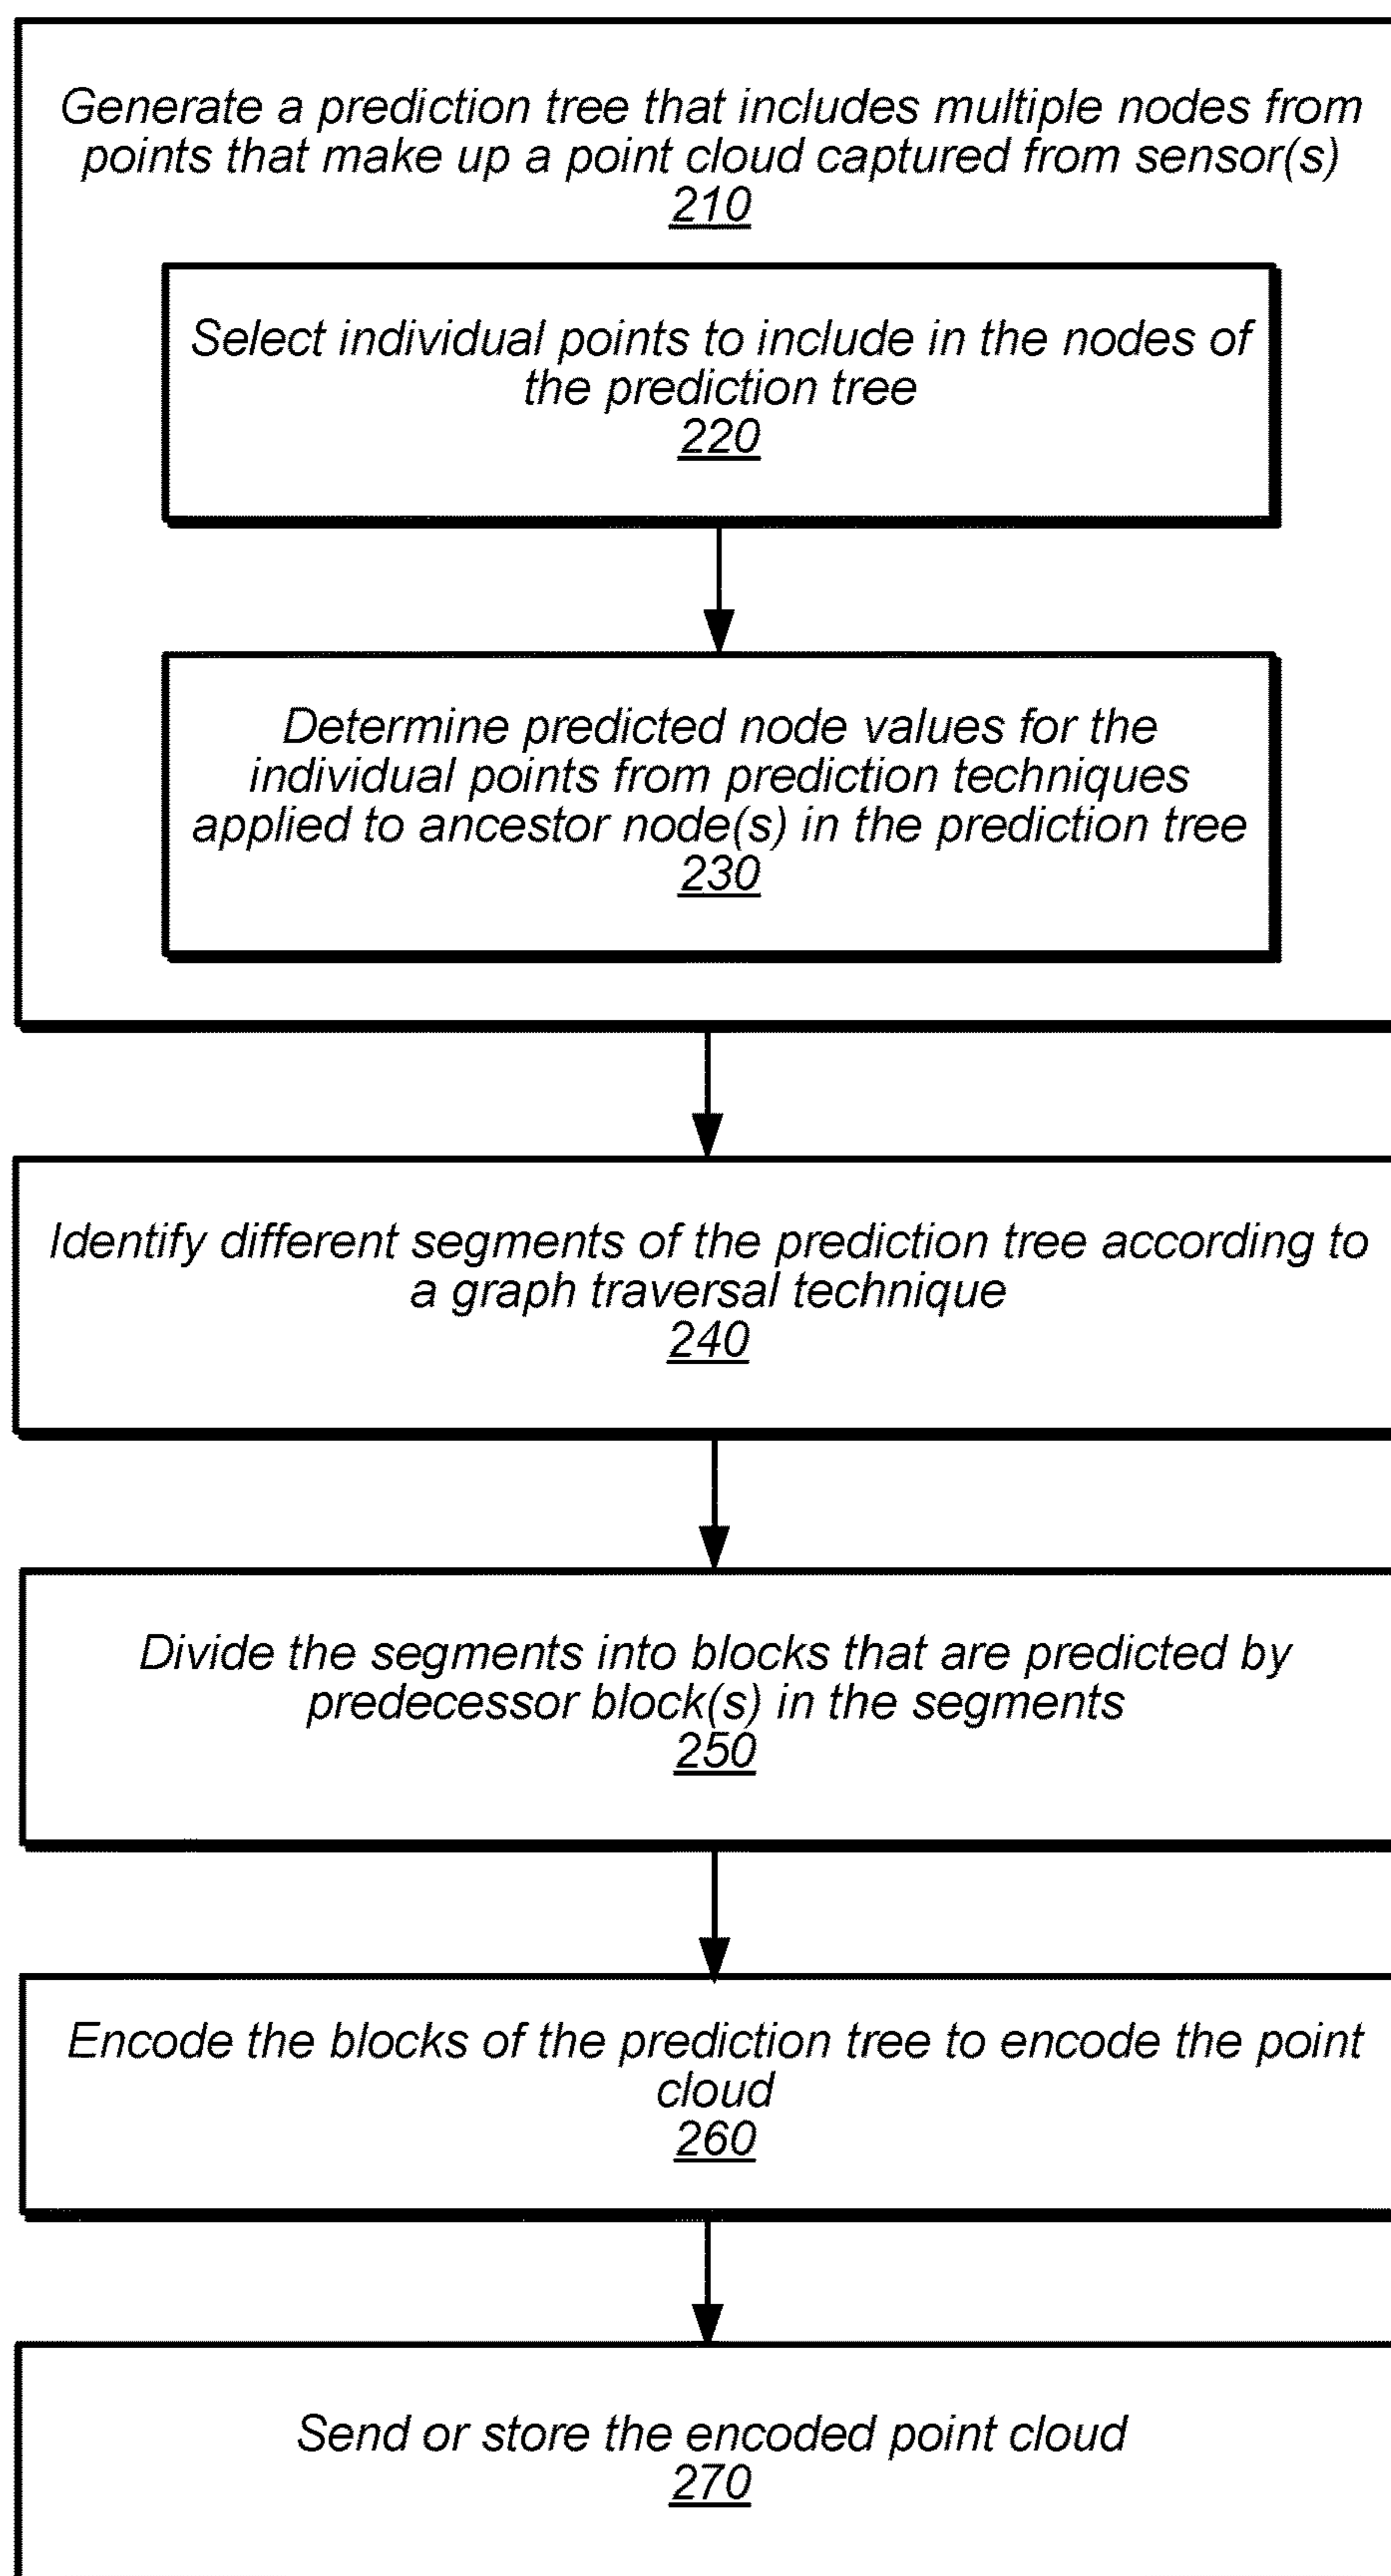 Generate a prediction tree that includes multiple nodes from
points that make up a point cloud captured from sensor(s)
210
Select individual points to include in the nodes of
the prediction tree
220
Determine predicted node values for the
individual points from prediction techniques
applied to ancestor node(s) in the prediction tree
230
Identify different segments of the prediction tree according to
a graph traversal technique
240
Divide the segments into blocks that are predicted by
predecessor block(s) in the segments
250
Encode the blocks of the prediction tree to encode the point
cloud
260
Send or store the encoded point cloud
270